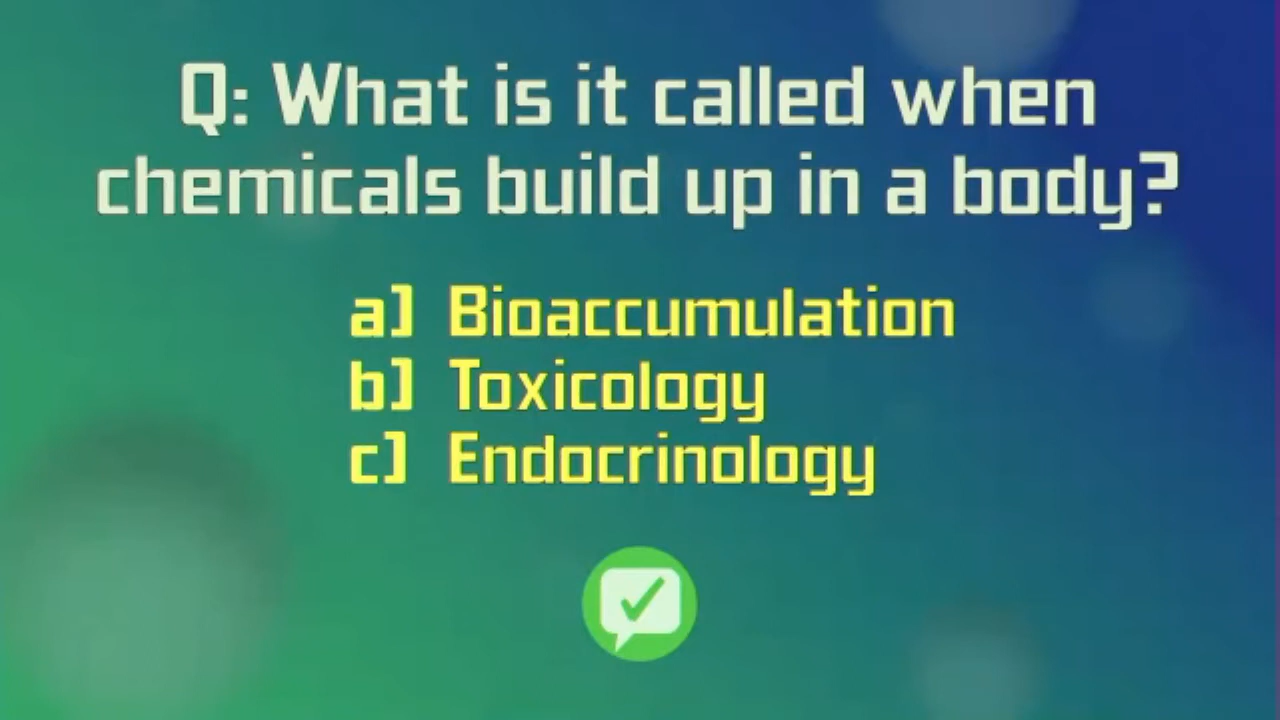 Q: What is it called when
chemicals build up in a body?
a] Bioaccumulation
b] Toxicology
c] Endocrinology